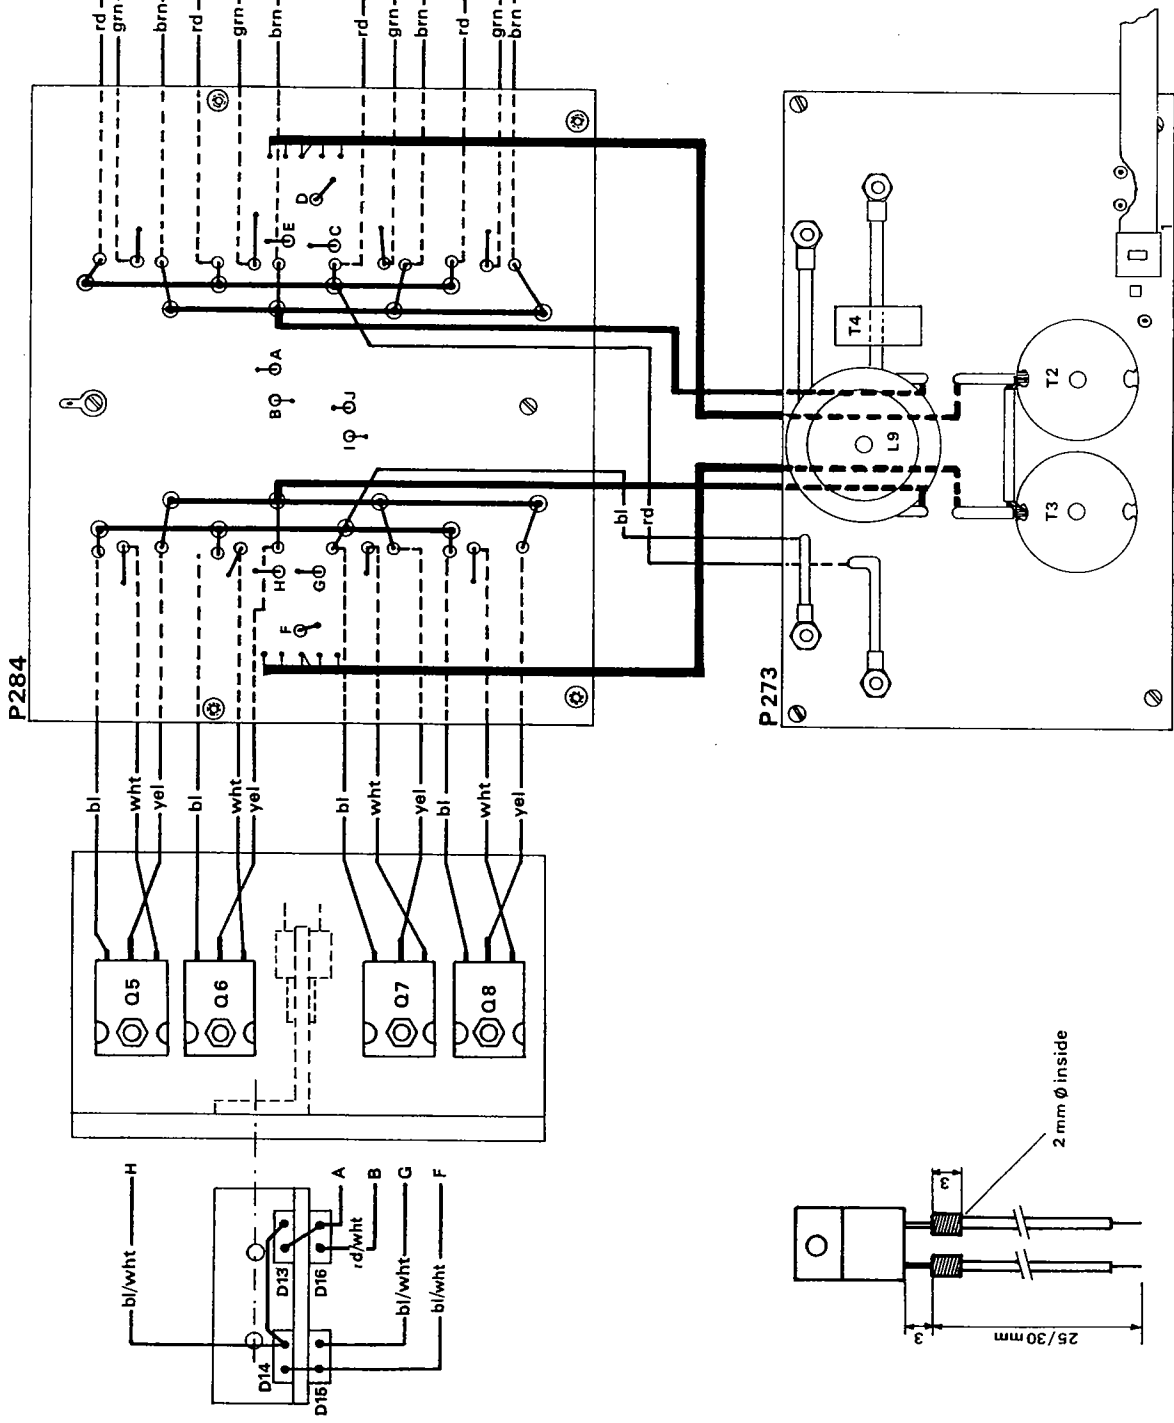 rd
grn
brn
rd
grn
brn
rd
grn
brn
rd
grn
brn
P284
D
E
C
A
B
J
I
H
G
F
bl
wht
yel
bl
wht
yel
bl
wht
yel
bl
wht
yel
bl
rd
Q5
Q6
Q7
Q8
P273
T4
L9
T2
T3
1
H
bl/wht
A
B
rd/wht
G
bl/wht
F
bl/wht
D13
D16
D14
D15
2 mm Ø inside
3
3
25/30 mm